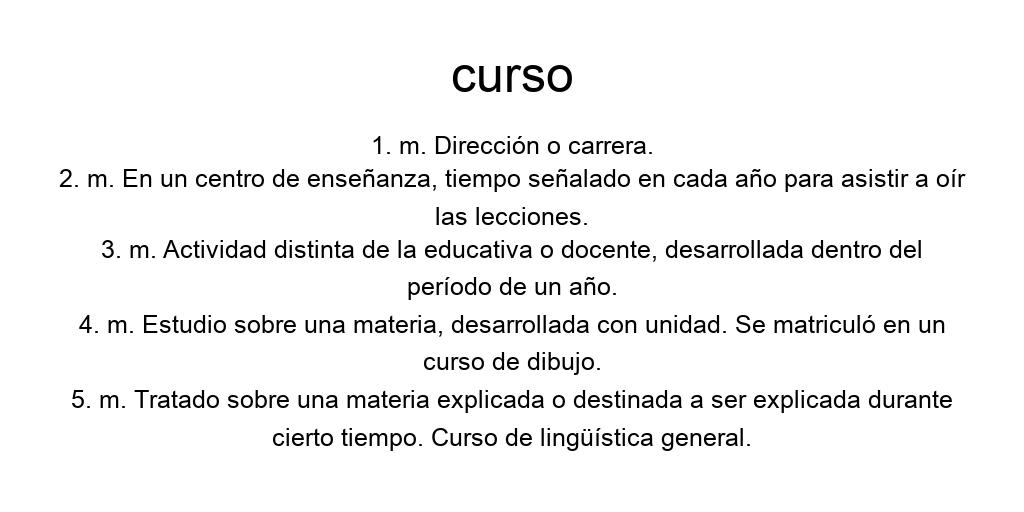 curso
1. m. Dirección o carrera.
2. m. En un centro de enseñanza, tiempo señalado en cada año para asistir a oír
las lecciones.
3. m. Actividad distinta de la educativa o docente, desarrollada dentro del
período de un año.
4. m. Estudio sobre una materia, desarrollada con unidad. Se matriculó en un
curso de dibujo.
5. m. Tratado sobre una materia explicada o destinada a ser explicada durante
cierto tiempo. Curso de lingüística general.